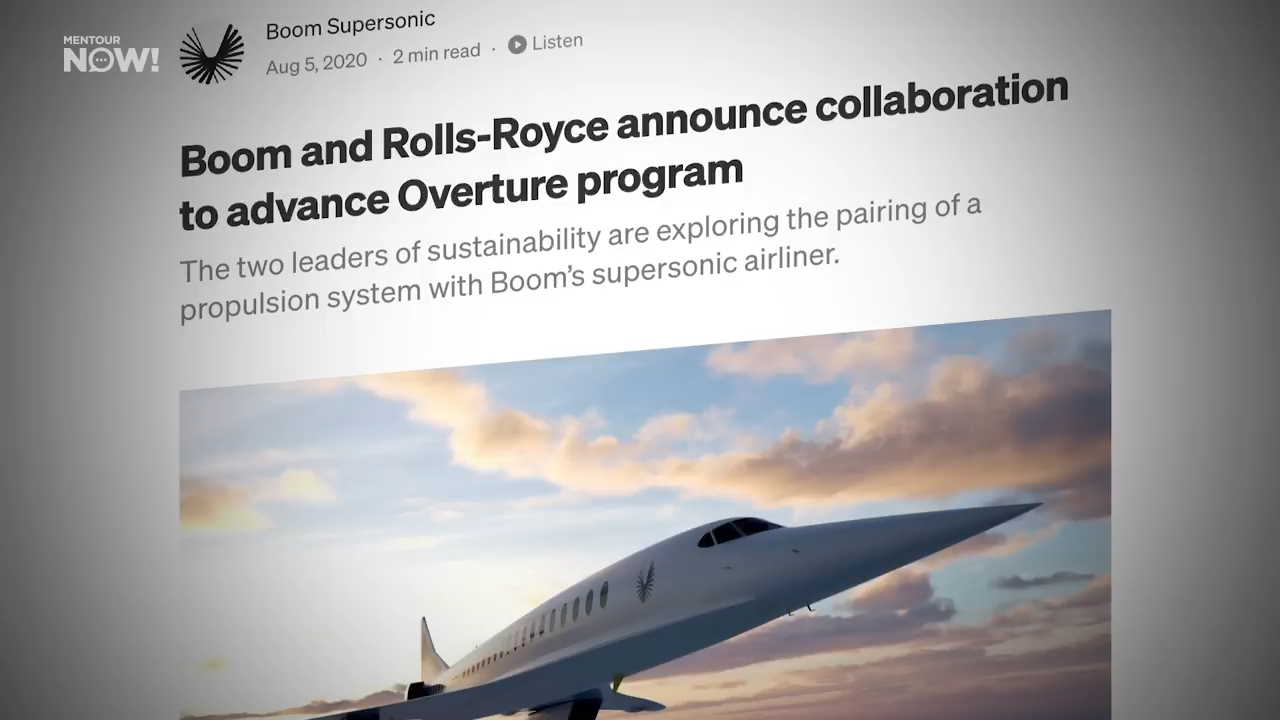 MENTOUR
NOW!
Boom Supersonic
Aug 5, 2020 · 2 min read · Listen
Boom and Rolls-Royce announce collaboration
to advance Overture program
The two leaders of sustainability are exploring the pairing of a
propulsion system with Boom’s supersonic airliner.